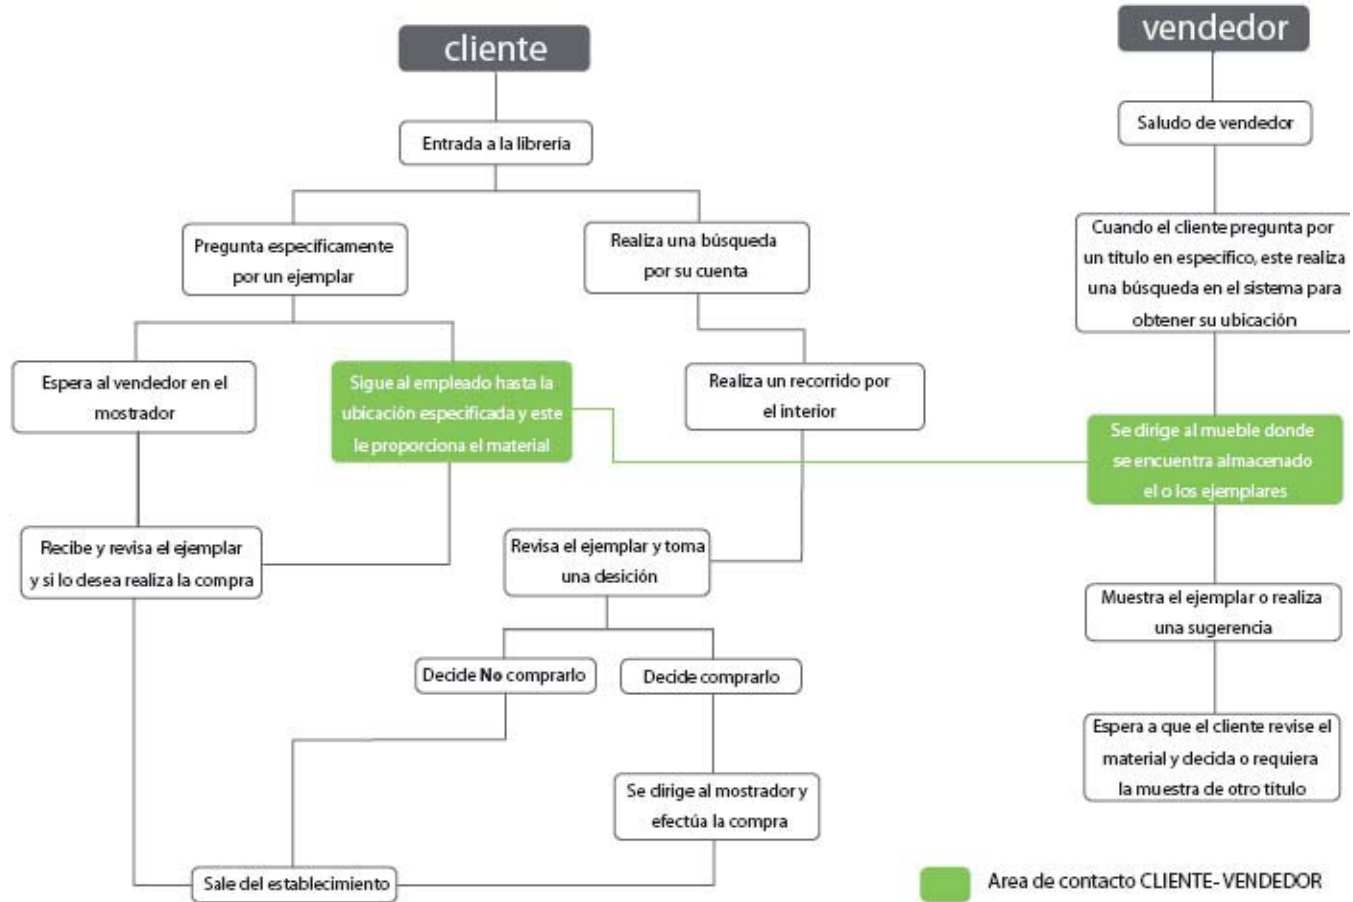 cliente
Entrada a la librería
Pregunta específicamente
por un ejemplar
Realiza una búsqueda
por su cuenta
Espera al vendedor en el
mostrador
Sigue al empleado hasta la
ubicación especificada y este
le proporciona el material
Realiza un recorrido por
el interior
Recibe y revisa el ejemplar
y si lo desea realiza la compra
Revisa el ejemplar y toma
una desición
Decide No comprarlo
Decide comprarlo
Se dirige al mostrador y
efectúa la compra
Sale del establecimiento
vendedor
Saludo de vendedor
Cuando el cliente pregunta por
un título en específico, este realiza
una búsqueda en el sistema para
obtener su ubicación
Se dirige al mueble donde
se encuentra almacenado
el o los ejemplares
Muestra el ejemplar o realiza
una sugerencia
Espera a que el cliente revise el
material y decida o requiera
la muestra de otro titulo
Area de contacto CLIENTE- VENDEDOR